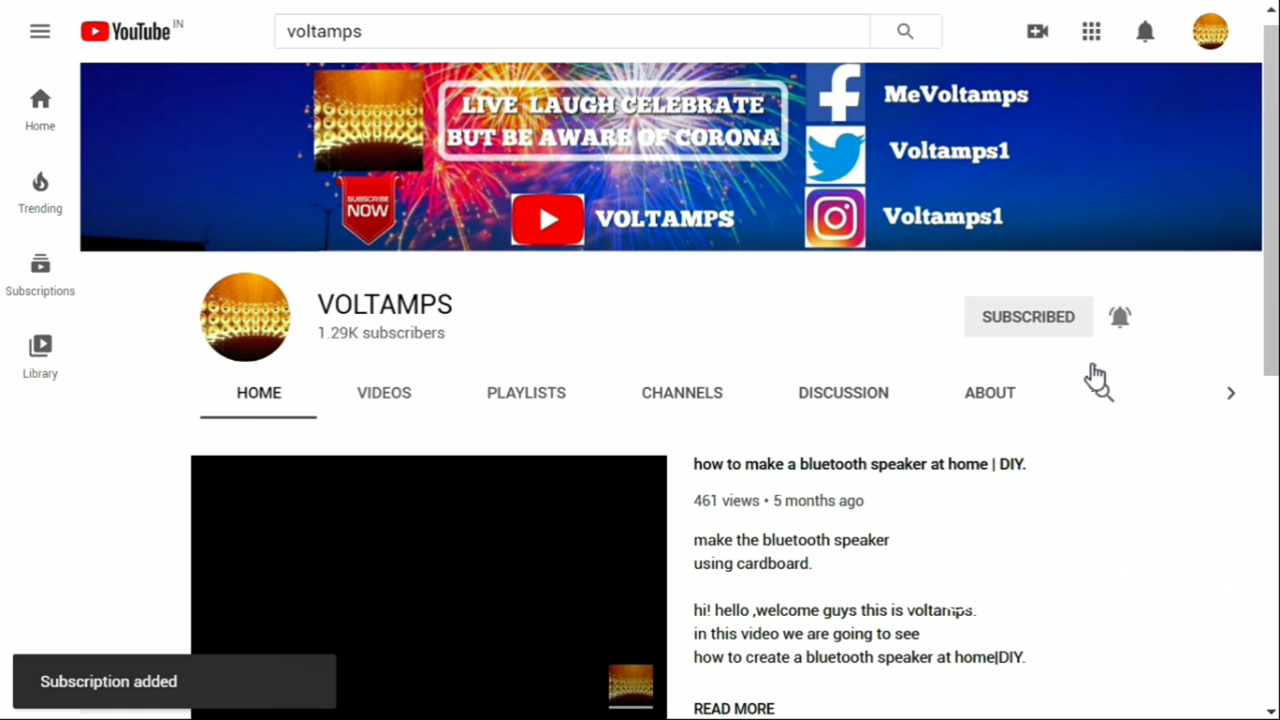 YouTube IN
voltamps
LIVE LAUGH CELEBRATE
BUT BE AWARE OF CORONA
SUBSCRIBE
NOW
VOLTAMPS
MeVoltamps
Voltamps1
Voltamps1
Home
Trending
Subscriptions
Library
VOLTAMPS
1.29K subscribers
SUBSCRIBED
HOME
VIDEOS
PLAYLISTS
CHANNELS
DISCUSSION
ABOUT
how to make a bluetooth speaker at home | DIY.
461 views • 5 months ago
make the bluetooth speaker
using cardboard.
hi! hello ,welcome guys this is voltamps.
in this video we are going to see
how to create a bluetooth speaker at home|DIY.
READ MORE
Subscription added